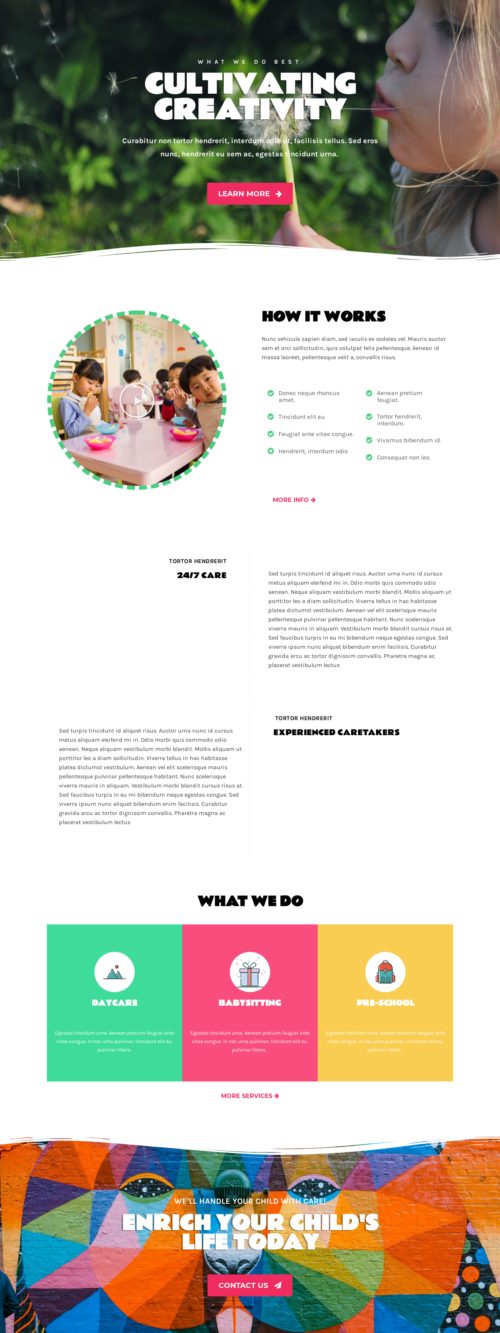 WHAT WE DO BEST
CULTIVATING
CREATIVITY
Curabitur non tortor hendrerit, interdum odio ut, facilisis tellus. Sed eros
nunc, hendrerit eu sem ac, egestas tincidunt urna.
LEARN MORE
HOW IT WORKS
Nunc vehicula sapien diam, sed iaculis ex sodales vel. Mauris auctor
sem et orci sollicitudin, quis volutpat felis pellentesque. Aenean id
massa laoreet, pellentesque velit a, convallis risus.
Donec neque rhoncus
amet.
Tincidunt elit eu
Feugiat ante vitae congue.
Hendrerit, interdum odio
Aenean pretium
feugiat.
Tortor hendrerit,
interdum.
Vivamus bibendum id.
Consequat non leo.
MORE INFO
TORTOR HENDRERIT
24/7 CARE
Sed turpis tincidunt id aliquet risus. Auctor urna nunc id cursus
metus aliquam eleifend mi in. Odio morbi quis commodo odio
aenean. Neque aliquam vestibulum morbi blandit. Mollis aliquam ut
porttitor leo a diam sollicitudin. Viverra tellus in hac habitasse
platea dictumst vestibulum. Aenean vel elit scelerisque mauris
pellentesque pulvinar pellentesque habitant. Nunc scelerisque
viverra mauris in aliquam. Vestibulum morbi blandit cursus risus at.
Sed faucibus turpis in eu mi bibendum neque egestas congue. Sed
viverra ipsum nunc aliquet bibendum enim facilisis. Curabitur
gravida arcu ac tortor dignissim convallis. Pharetra magna ac
placerat vestibulum lectus
Sed turpis tincidunt id aliquet risus. Auctor urna nunc id cursus
metus aliquam eleifend mi in. Odio morbi quis commodo odio
aenean. Neque aliquam vestibulum morbi blandit. Mollis aliquam ut
porttitor leo a diam sollicitudin. Viverra tellus in hac habitasse
platea dictumst vestibulum. Aenean vel elit scelerisque mauris
pellentesque pulvinar pellentesque habitant. Nunc scelerisque
viverra mauris in aliquam. Vestibulum morbi blandit cursus risus at.
Sed faucibus turpis in eu mi bibendum neque egestas congue. Sed
viverra ipsum nunc aliquet bibendum enim facilisis. Curabitur
gravida arcu ac tortor dignissim convallis. Pharetra magna ac
placerat vestibulum lectus
TORTOR HENDRERIT
EXPERIENCED CARETAKERS
WHAT WE DO
DAYCARE
Egestas tincidunt urna. Aenean pretium feugiat ante
vitae congue. In nec urna pulvinar, tincidunt elit eu,
pulvinar libero.
BABYSITTING
Egestas tincidunt urna. Aenean pretium feugiat ante
vitae congue. In nec urna pulvinar, tincidunt elit eu,
pulvinar libero.
PRE-SCHOOL
Egestas tincidunt urna. Aenean pretium feugiat ante
vitae congue. In nec urna pulvinar, tincidunt elit eu,
pulvinar libero.
MORE SERVICES
WE'LL HANDLE YOUR CHILD WITH CARE!
ENRICH YOUR CHILD'S
LIFE TODAY
CONTACT US